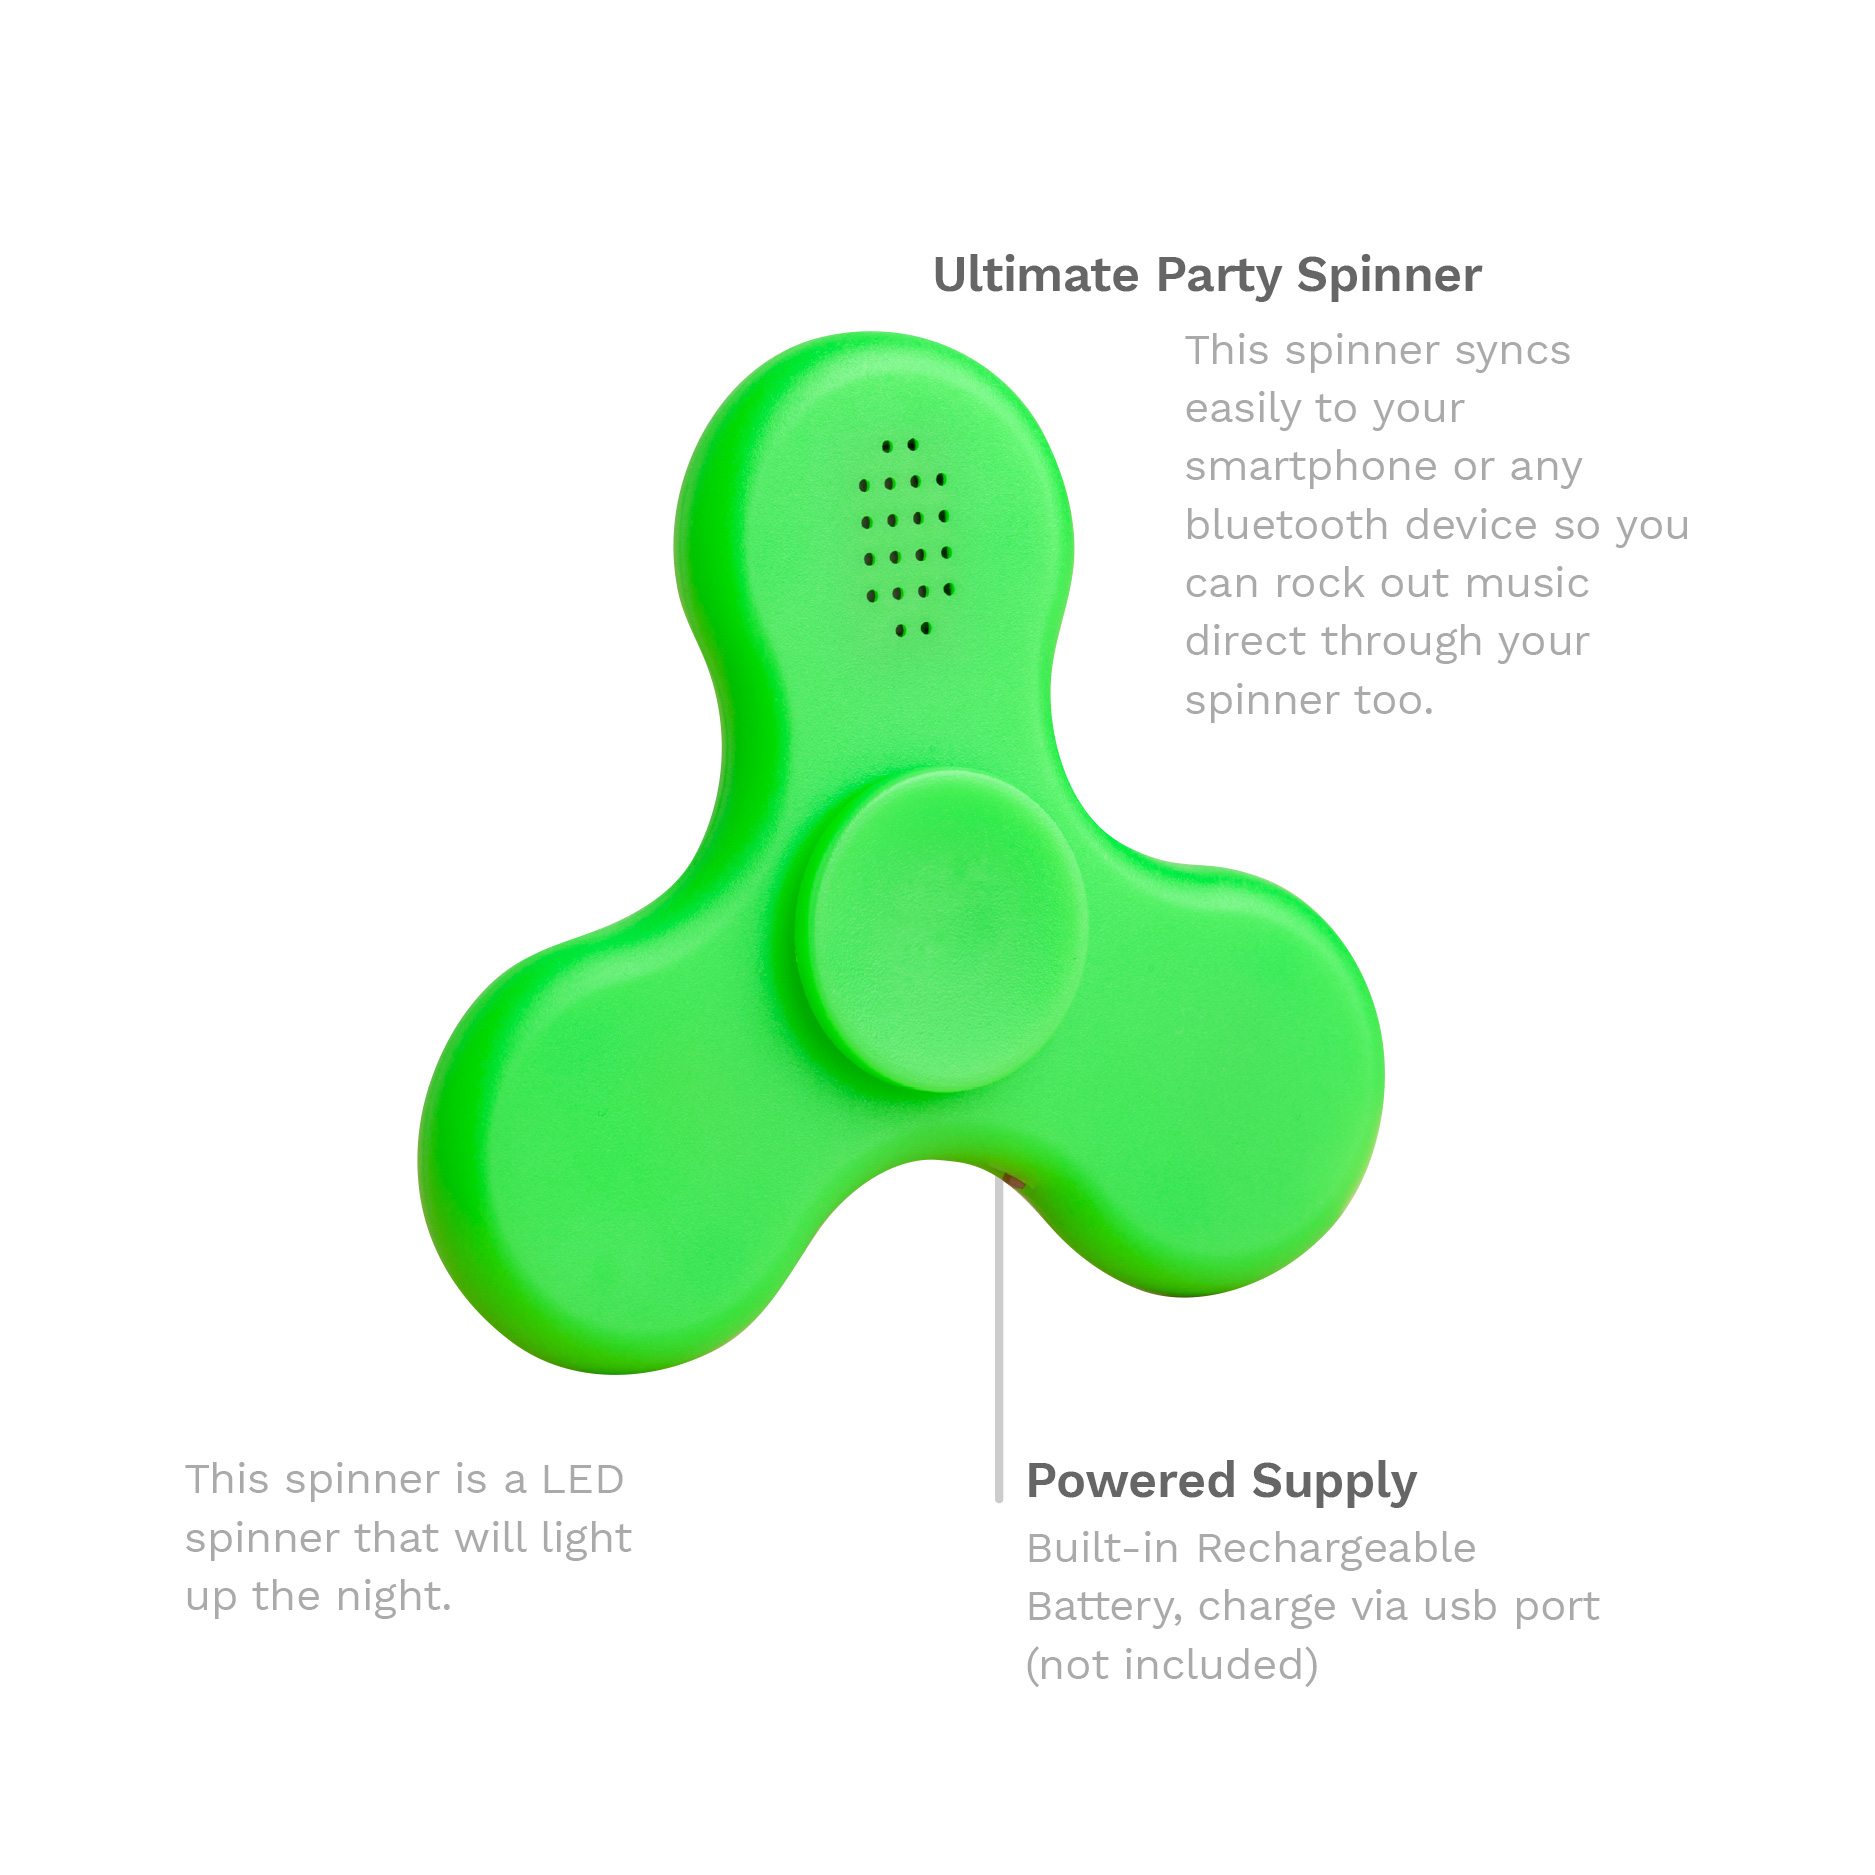 Ultimate Party Spinner
This spinner syncs
easily to your
smartphone or any
bluetooth device so you
can rock out music
direct through your
spinner too.
This spinner is a LED
spinner that will light
up the night.
Powered Supply
Built-in Rechargeable
Battery, charge via usb port
(not included)